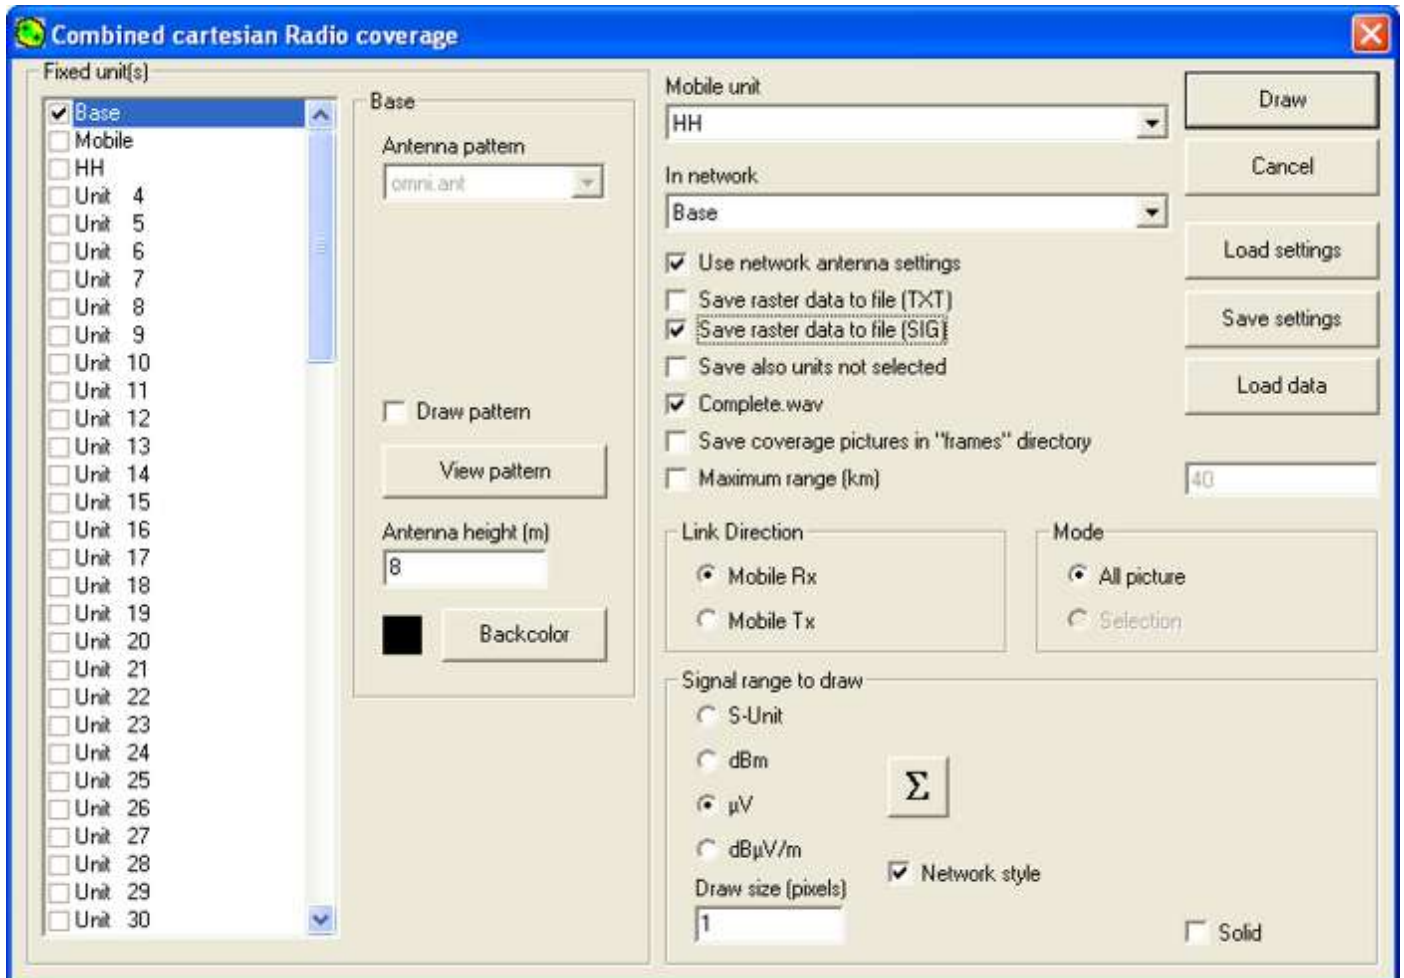 Combined cartesian Radio coverage
Fixed unit(s)
Base
Mobile
HH
Unit 4
Unit 5
Unit 6
Unit 7
Unit 8
Unit 9
Unit 10
Unit 11
Unit 12
Unit 13
Unit 14
Unit 15
Unit 16
Unit 17
Unit 18
Unit 19
Unit 20
Unit 21
Unit 22
Unit 23
Unit 24
Unit 25
Unit 26
Unit 27
Unit 28
Unit 29
Unit 30
Base
Antenna pattern
omni.ant
Draw pattern
View pattern
Antenna height (m)
8
Backcolor
Mobile unit
HH
In network
Base
Use network antenna settings
Save raster data to file (TXT)
Save raster data to file (SIG)
Save also units not selected
Complete.wav
Save coverage pictures in "frames" directory
Maximum range (km)
40
Link Direction
Mobile Rx
Mobile Tx
Mode
All picture
Selection
Signal range to draw
S-Unit
dBm
µV
dBµV/m
Σ
Network style
Draw size (pixels)
1
Solid
Draw
Cancel
Load settings
Save settings
Load data